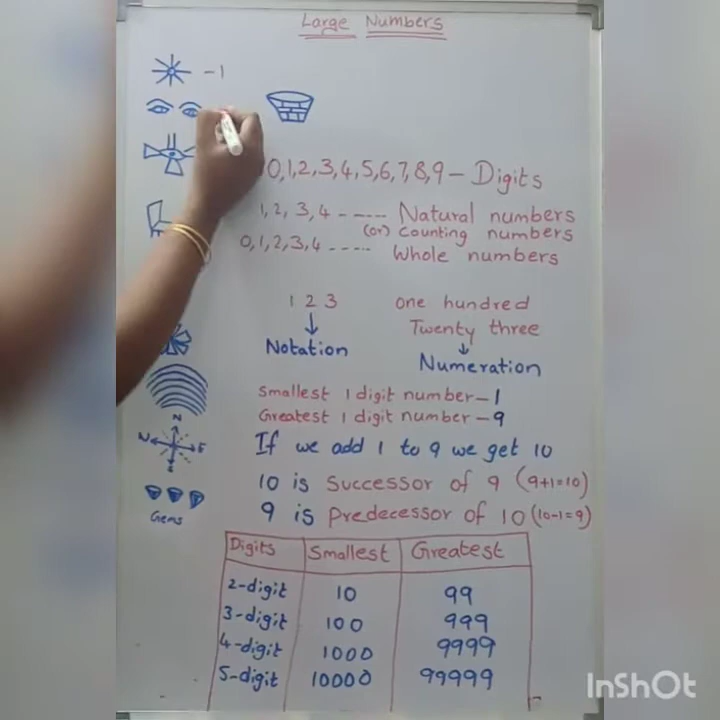 Large Numbers
-1
0,1,2,3,4,5,6,7,8,9 - Digits
1, 2, 3, 4 ----- Natural numbers
(or) counting numbers
0,1,2,3,4 ----- Whole numbers
1 2 3 one hundred
Twenty three
Notation
Numeration
Smallest 1 digit number - 1
Greatest 1 digit number - 9
N
W E
S
If we add 1 to 9 we get 10
10 is Successor of 9 (9+1=10)
9 is Predecessor of 10 (10-1=9)
Gems
Digits Smallest Greatest
2-digit 10 99
3-digit 100 999
4-digit 1000 9999
5-digit 10000 99999
InShOt